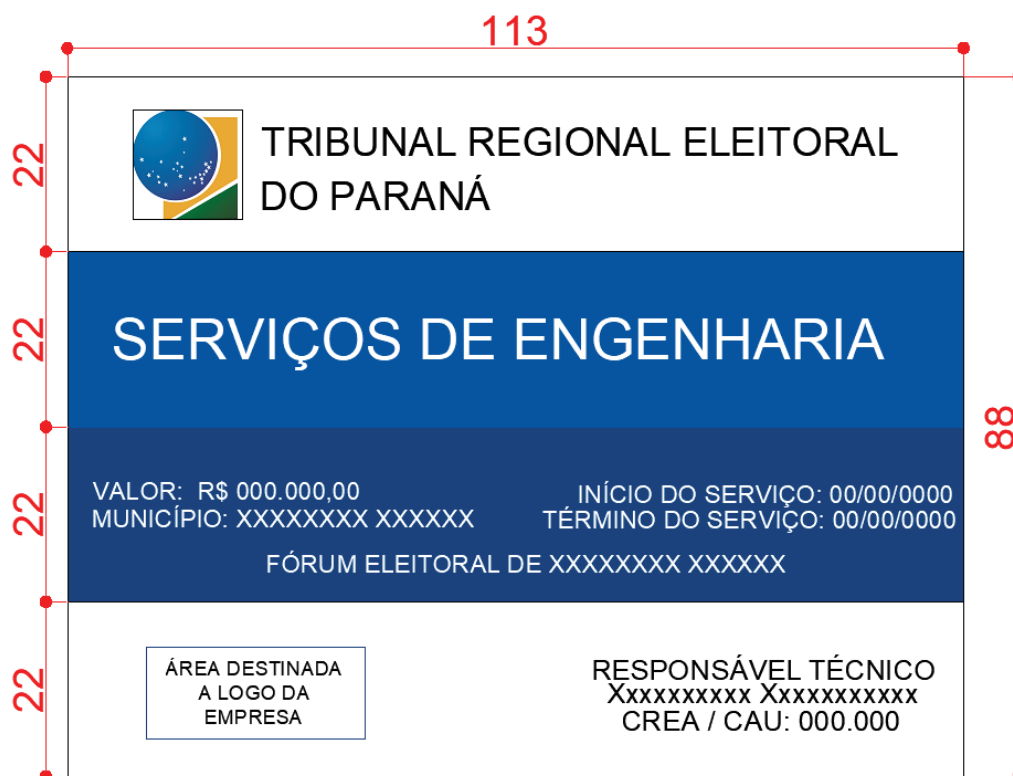 113
22
TRIBUNAL REGIONAL ELEITORAL
DO PARANÁ
22
SERVIÇOS DE ENGENHARIA
88
22
VALOR: R$ 000.000,00
MUNICÍPIO: XXXXXXXX XXXXXX
INÍCIO DO SERVIÇO: 00/00/0000
TÉRMINO DO SERVIÇO: 00/00/0000
FÓRUM ELEITORAL DE XXXXXXXX XXXXXX
22
ÁREA DESTINADA
A LOGO DA
EMPRESA
RESPONSÁVEL TÉCNICO
Xxxxxxxxxx Xxxxxxxxxxx
CREA / CAU: 000.000